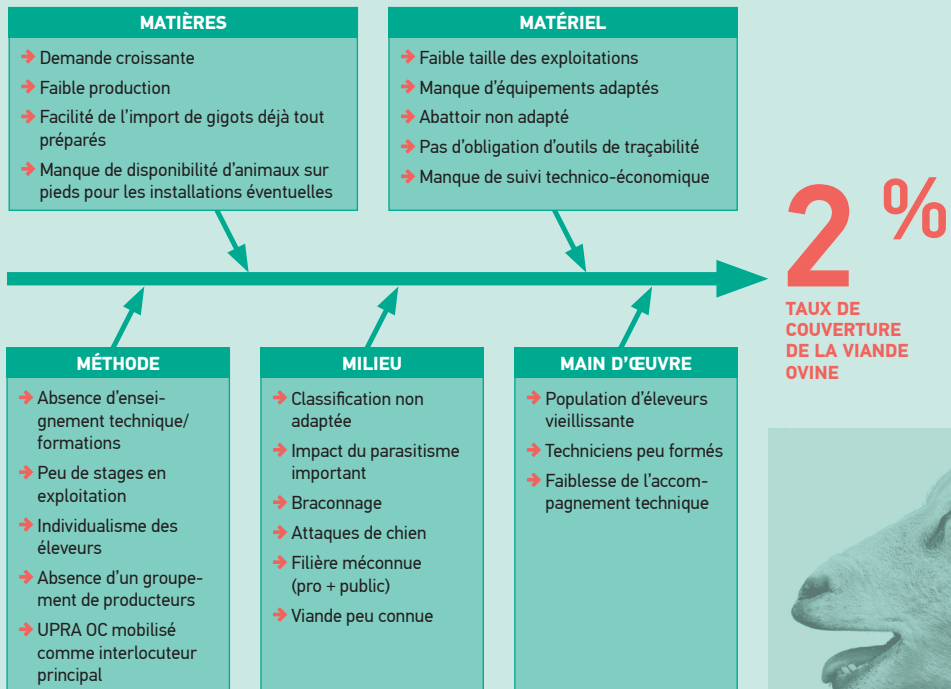 MATIÈRES
➔ Demande croissante
➔ Faible production
➔ Facilité de l'import de gigots déjà tout
préparés
➔ Manque de disponibilité d'animaux sur
pieds pour les installations éventuelles
MATÉRIEL
➔ Faible taille des exploitations
➔ Manque d'équipements adaptés
➔ Abattoir non adapté
➔ Pas d'obligation d'outils de traçabilité
➔ Manque de suivi technico-économique
2 %
TAUX DE
COUVERTURE
DE LA VIANDE
OVINE
MÉTHODE
➔ Absence d'ensei-
gnement technique/
formations
➔ Peu de stages en
exploitation
➔ Individualisme des
éleveurs
➔ Absence d'un groupe-
ment de producteurs
➔ UPRA OC mobilisé
comme interlocuteur
principal
MILIEU
➔ Classification non
adaptée
➔ Impact du parasitisme
important
➔ Braconnage
➔ Attaques de chien
➔ Filière méconnue
(pro + public)
➔ Viande peu connue
MAIN D'ŒUVRE
➔ Population d'éleveurs
vieillissante
➔ Techniciens peu formés
➔ Faiblesse de l'accom-
pagnement technique